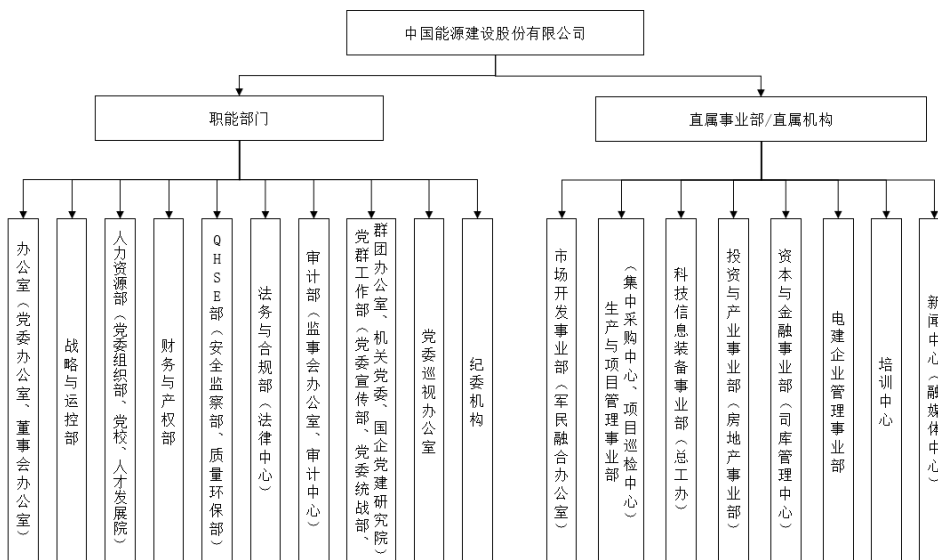 中国能源建设股份有限公司
职能部门
直属事业部/直属机构
办公室（党委办公室、董事会办公室）
战略与运控部
人力资源部（党委组织部、党校、人才发展院）
财务与产权部
QHSE部（安全监察部、质量环保部）
法务与合规部（法律中心）
审计部（监事会办公室、审计中心）
党群工作部（党委宣传部、党委统战部、
群团办公室、机关党委、国企党建研究院）
党委巡视办公室
纪委机构
市场开发事业部（军民融合办公室）
生产与项目管理事业部
（集中采购中心、项目巡检中心）
科技信息装备事业部（总工办）
投资与产业事业部（房地产事业部）
资本与金融事业部（司库管理中心）
电建企业管理事业部
培训中心
新闻中心（融媒体中心）